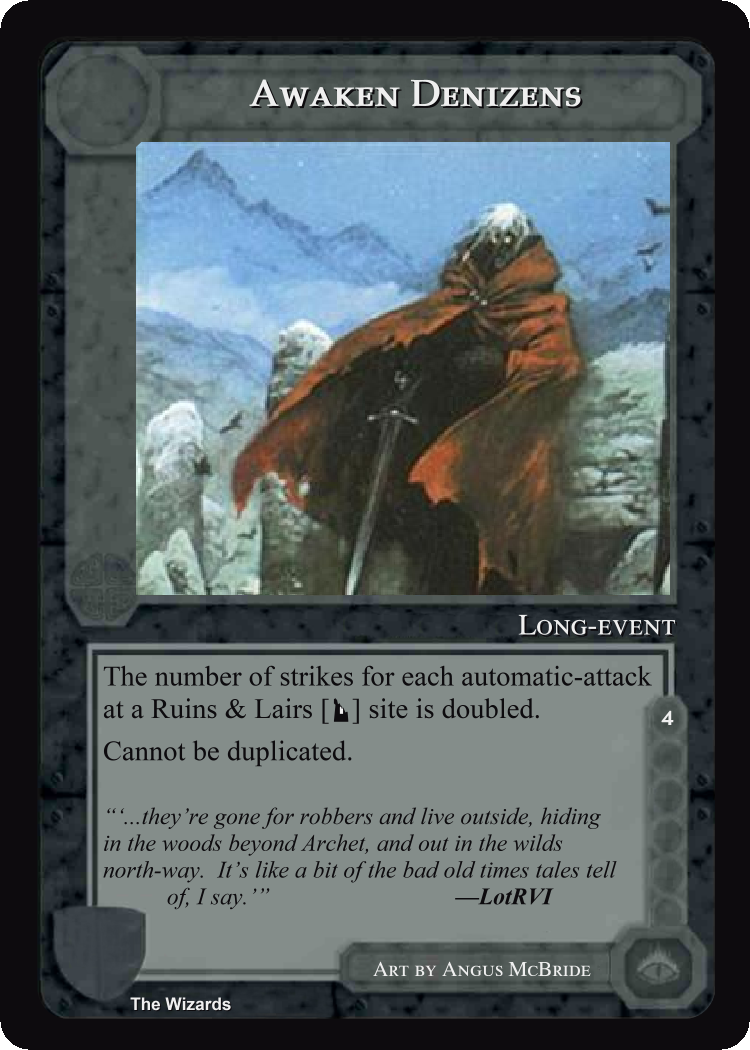 Awaken Denizens
Long-event
The number of strikes for each automatic-attack
at a Ruins & Lairs [] site is doubled.
Cannot be duplicated.
4
“‘...they’re gone for robbers and live outside, hiding
in the woods beyond Archet, and out in the wilds
north-way. It’s like a bit of the bad old times tales tell
of, I say.’” —LotRVI
Art by Angus McBride
The Wizards